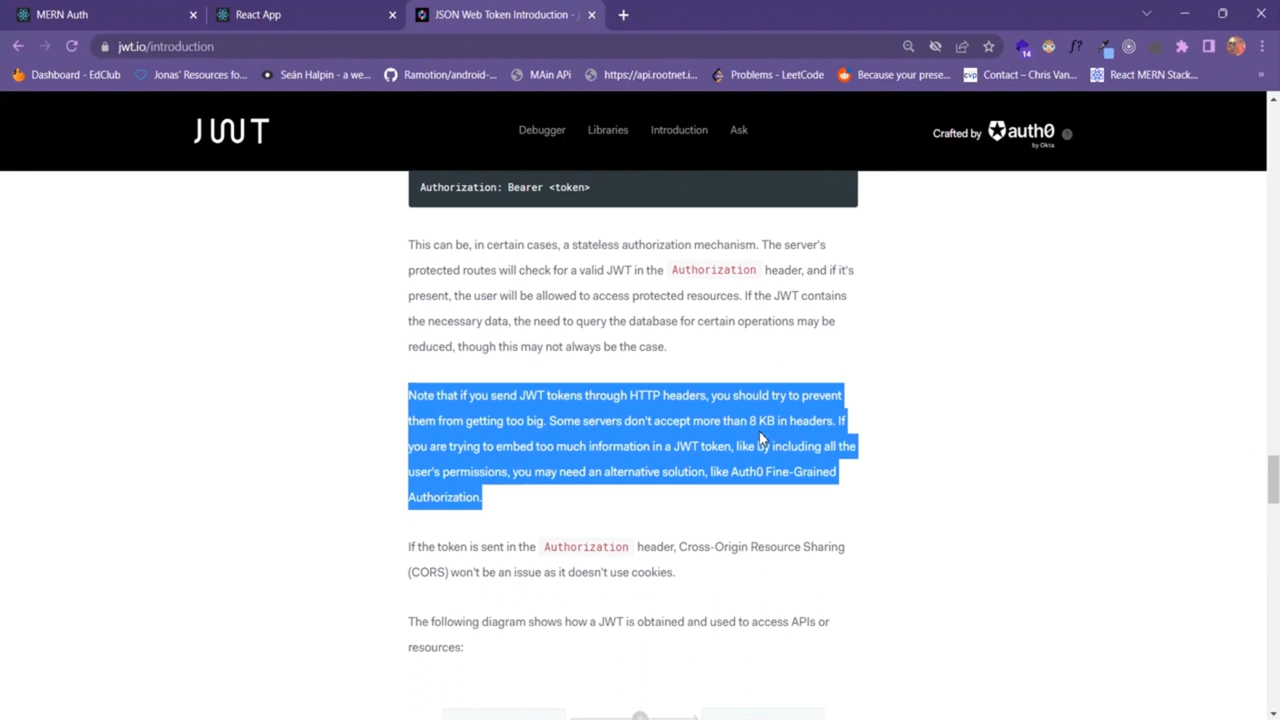 MERN Auth
React App
JSON Web Token Introduction - j
jwt.io/introduction
14
Dashboard - EdClub
Jonas' Resources fo...
Seán Halpin - a we...
Ramotion/android-...
MAin APi
https://api.rootnet.i...
Problems - LeetCode
Because your prese...
cvp
Contact – Chris Van...
React MERN Stack...
»
JWT
Debugger
Libraries
Introduction
Ask
Crafted by auth0
by Okta
Authorization: Bearer <token>
This can be, in certain cases, a stateless authorization mechanism. The server's
protected routes will check for a valid JWT in the Authorization header, and if it's
present, the user will be allowed to access protected resources. If the JWT contains
the necessary data, the need to query the database for certain operations may be
reduced, though this may not always be the case.
Note that if you send JWT tokens through HTTP headers, you should try to prevent
them from getting too big. Some servers don't accept more than 8 KB in headers. If
you are trying to embed too much information in a JWT token, like by including all the
user's permissions, you may need an alternative solution, like Auth0 Fine-Grained
Authorization.
If the token is sent in the Authorization header, Cross-Origin Resource Sharing
(CORS) won't be an issue as it doesn't use cookies.
The following diagram shows how a JWT is obtained and used to access APIs or
resources: